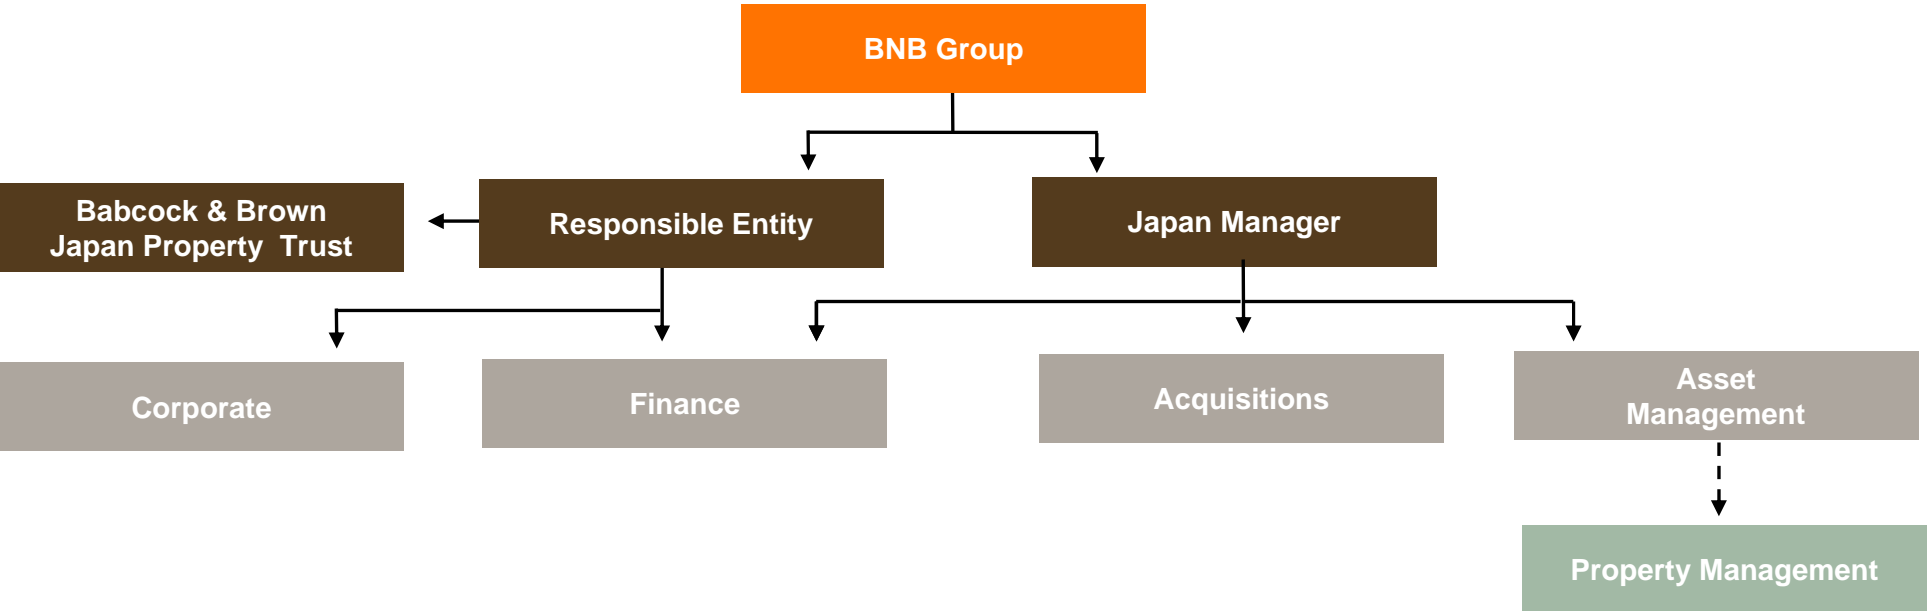 BNB Group
Babcock & Brown
Japan Property Trust
Responsible Entity
Japan Manager
Corporate
Finance
Acquisitions
Asset
Management
Property Management